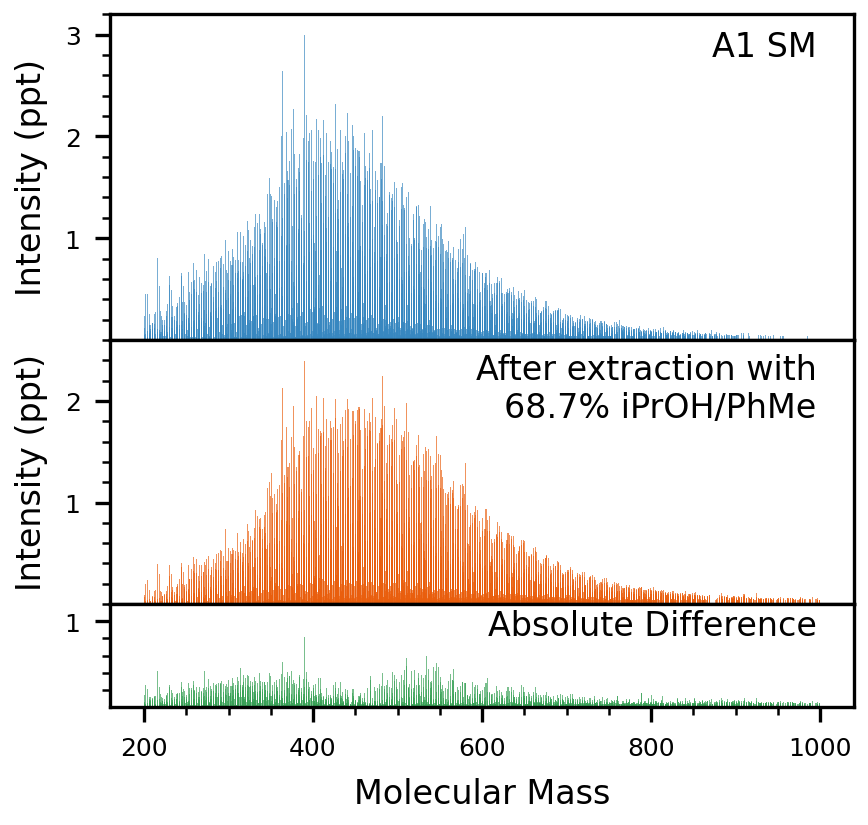 A1 SM
3
2
1
Intensity (ppt)
After extraction with
68.7% iPrOH/PhMe
2
1
Intensity (ppt)
Absolute Difference
1
200 400 600 800 1000
Molecular Mass